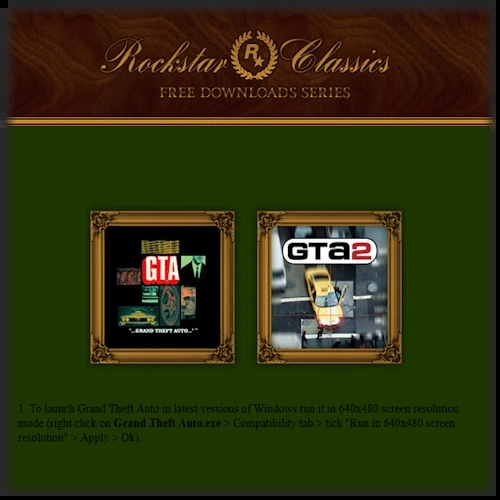 Rockstar R Classics
FREE DOWNLOADS SERIES
GTA
"...GRAND THEFT AUTO..."™
GTA2
1. To launch Grand Theft Auto in latest versions of Windows run it in 640x480 screen resolution
mode (right click on Grand Theft Auto.exe > Compatibility tab > tick "Run in 640x480 screen
resolution" > Apply > Ok).